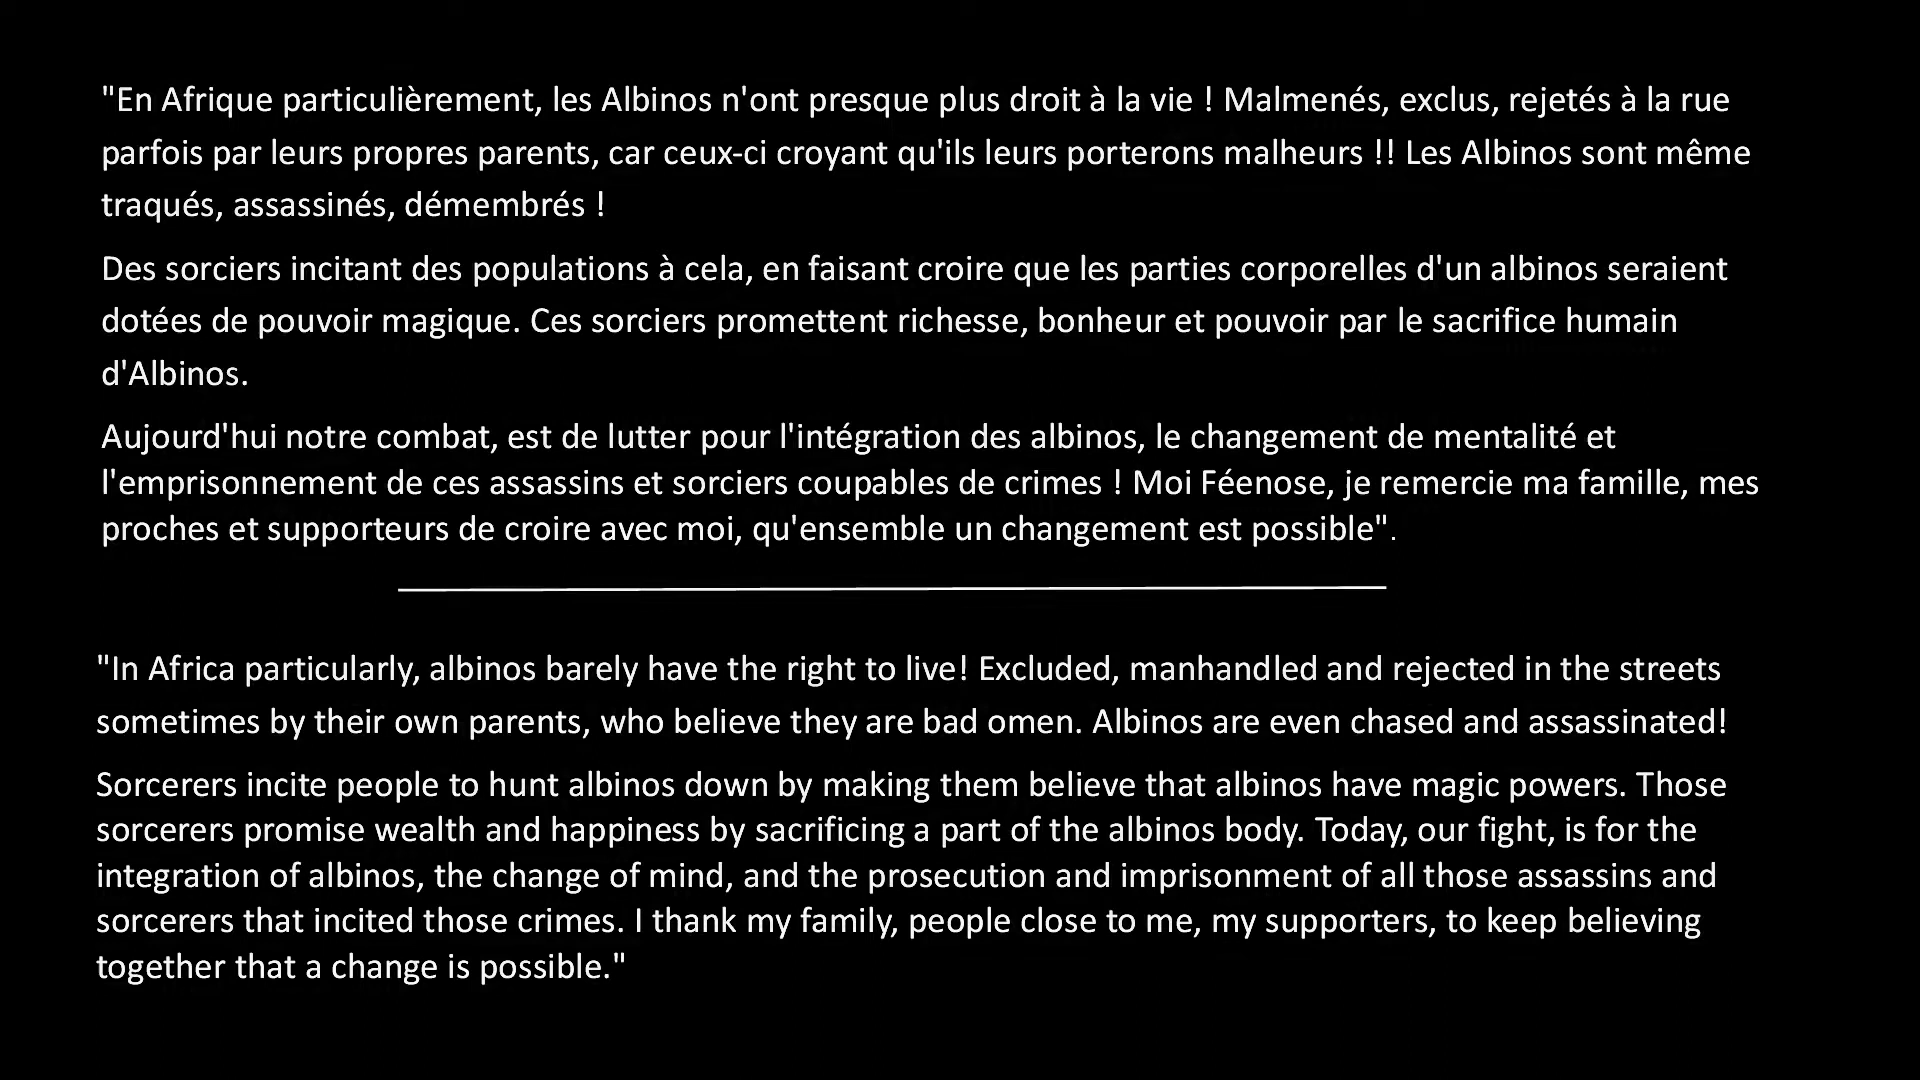 "En Afrique particulièrement, les Albinos n'ont presque plus droit à la vie ! Malmenés, exclus, rejetés à la rue
parfois par leurs propres parents, car ceux-ci croyant qu'ils leurs porterons malheurs !! Les Albinos sont même
traqués, assassinés, démembrés !
Des sorciers incitant des populations à cela, en faisant croire que les parties corporelles d'un albinos seraient
dotées de pouvoir magique. Ces sorciers promettent richesse, bonheur et pouvoir par le sacrifice humain
d'Albinos.
Aujourd'hui notre combat, est de lutter pour l'intégration des albinos, le changement de mentalité et
l'emprisonnement de ces assassins et sorciers coupables de crimes ! Moi Féenose, je remercie ma famille, mes
proches et supporteurs de croire avec moi, qu'ensemble un changement est possible".
"In Africa particularly, albinos barely have the right to live! Excluded, manhandled and rejected in the streets
sometimes by their own parents, who believe they are bad omen. Albinos are even chased and assassinated!
Sorcerers incite people to hunt albinos down by making them believe that albinos have magic powers. Those
sorcerers promise wealth and happiness by sacrificing a part of the albinos body. Today, our fight, is for the
integration of albinos, the change of mind, and the prosecution and imprisonment of all those assassins and
sorcerers that incited those crimes. I thank my family, people close to me, my supporters, to keep believing
together that a change is possible."